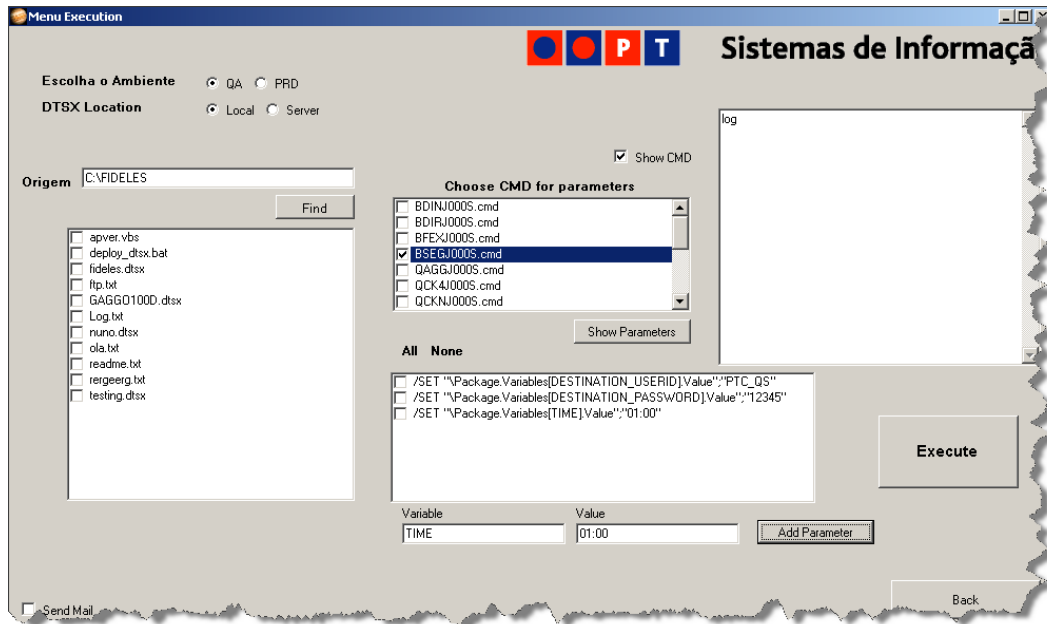 Menu Execution
P T
Sistemas de Informaçã
Escolha o Ambiente QA PRD
DTSX Location Local Server
log
Show CMD
Origem C:\FIDELES
Find
Choose CMD for parameters
BDINJ000S.cmd
BDIRJ000S.cmd
BFEXJ000S.cmd
BSEGJ000S.cmd
QAGGJ000S.cmd
QCK4J000S.cmd
QCKNJ000S.cmd
apver.vbs
deploy_dtsx.bat
fideles.dtsx
ftp.txt
GAGGO100D.dtsx
Log.txt
nuno.dtsx
ola.txt
readme.txt
rergeerg.txt
testing.dtsx
Show Parameters
All None
/SET "\Package.Variables[DESTINATION_USERID].Value";"PTC_QS"
/SET "\Package.Variables[DESTINATION_PASSWORD].Value";"12345"
/SET "\Package.Variables[TIME].Value";"01:00"
Execute
Variable Value
TIME 01:00
Add Parameter
Send Mail
Back